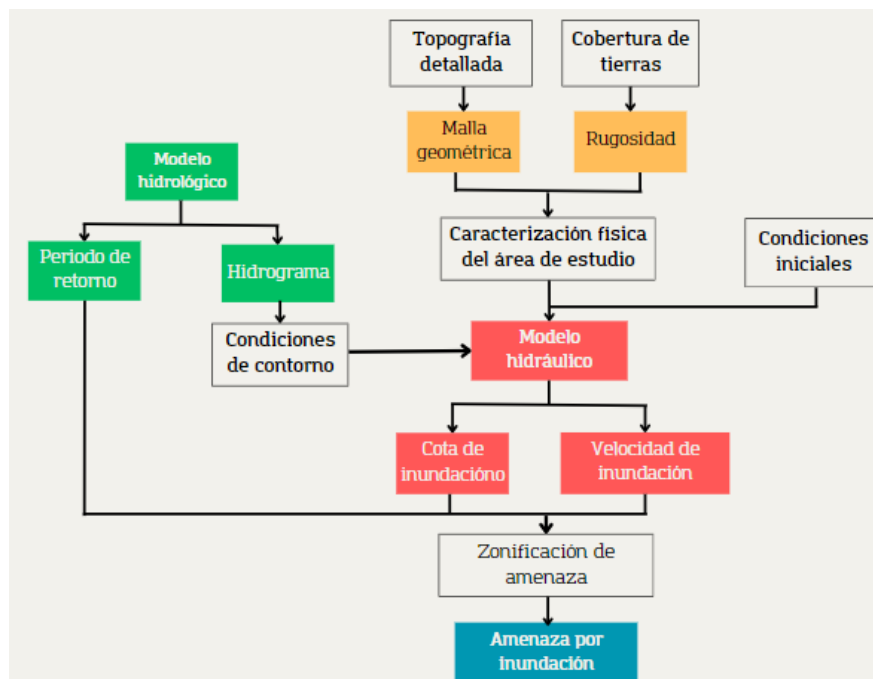 Topografía
detallada
Cobertura de
tierras
Malla
geométrica
Rugosidad
Modelo
hidrológico
Caracterización física
del área de estudio
Condiciones
iniciales
Periodo de
retorno
Hidrograma
Condiciones
de contorno
Modelo
hidráulico
Cota de
inundacióno
Velocidad de
inundación
Zonificación de
amenaza
Amenaza por
inundación